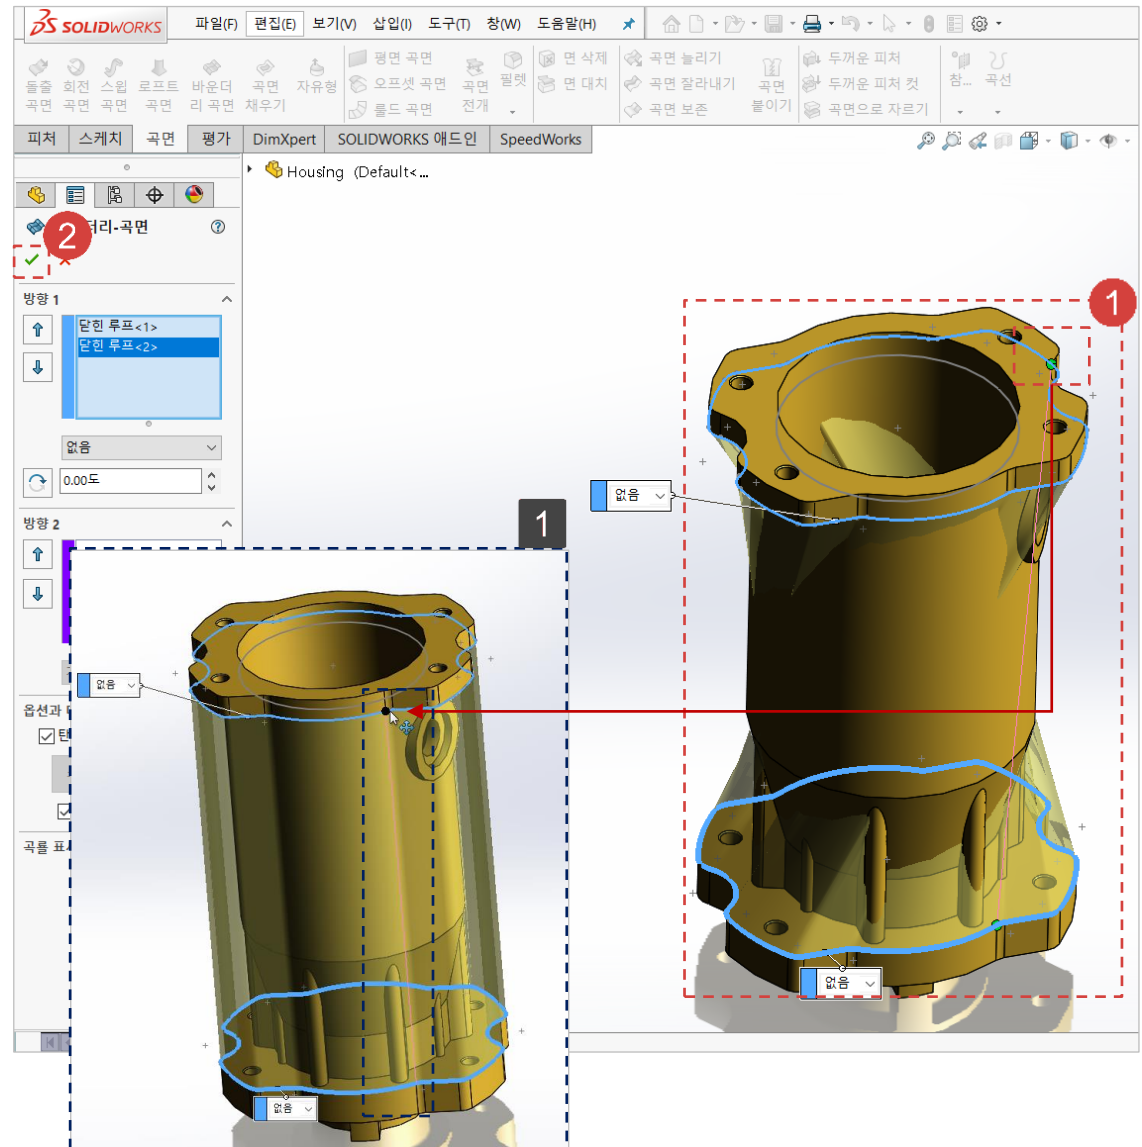 SOLIDWORKS 파일(F) 편집(E) 보기(V) 삽입(I) 도구(T) 창(W) 도움말(H)
돌출 곡면
회전 곡면
스윕 곡면
로프트 곡면
바운더리 곡면
곡면 채우기
자유형
평면 곡면
오프셋 곡면
룰드 곡면
곡면 전개
필렛
면 삭제
면 대치
곡면 늘리기
곡면 잘라내기
곡면 보존
곡면 붙이기
두꺼운 피처
두꺼운 피처 컷
곡면으로 자르기
참...
곡선
피처 스케치 곡면 평가 DimXpert SOLIDWORKS 애드인 SpeedWorks
Housing (Default<...
더리-곡면
2
방향 1
닫힌 루프<1>
닫힌 루프<2>
없음
0.00도
방향 2
옵션과
탄
곡률 표
1
없음
없음
1
없음
없음